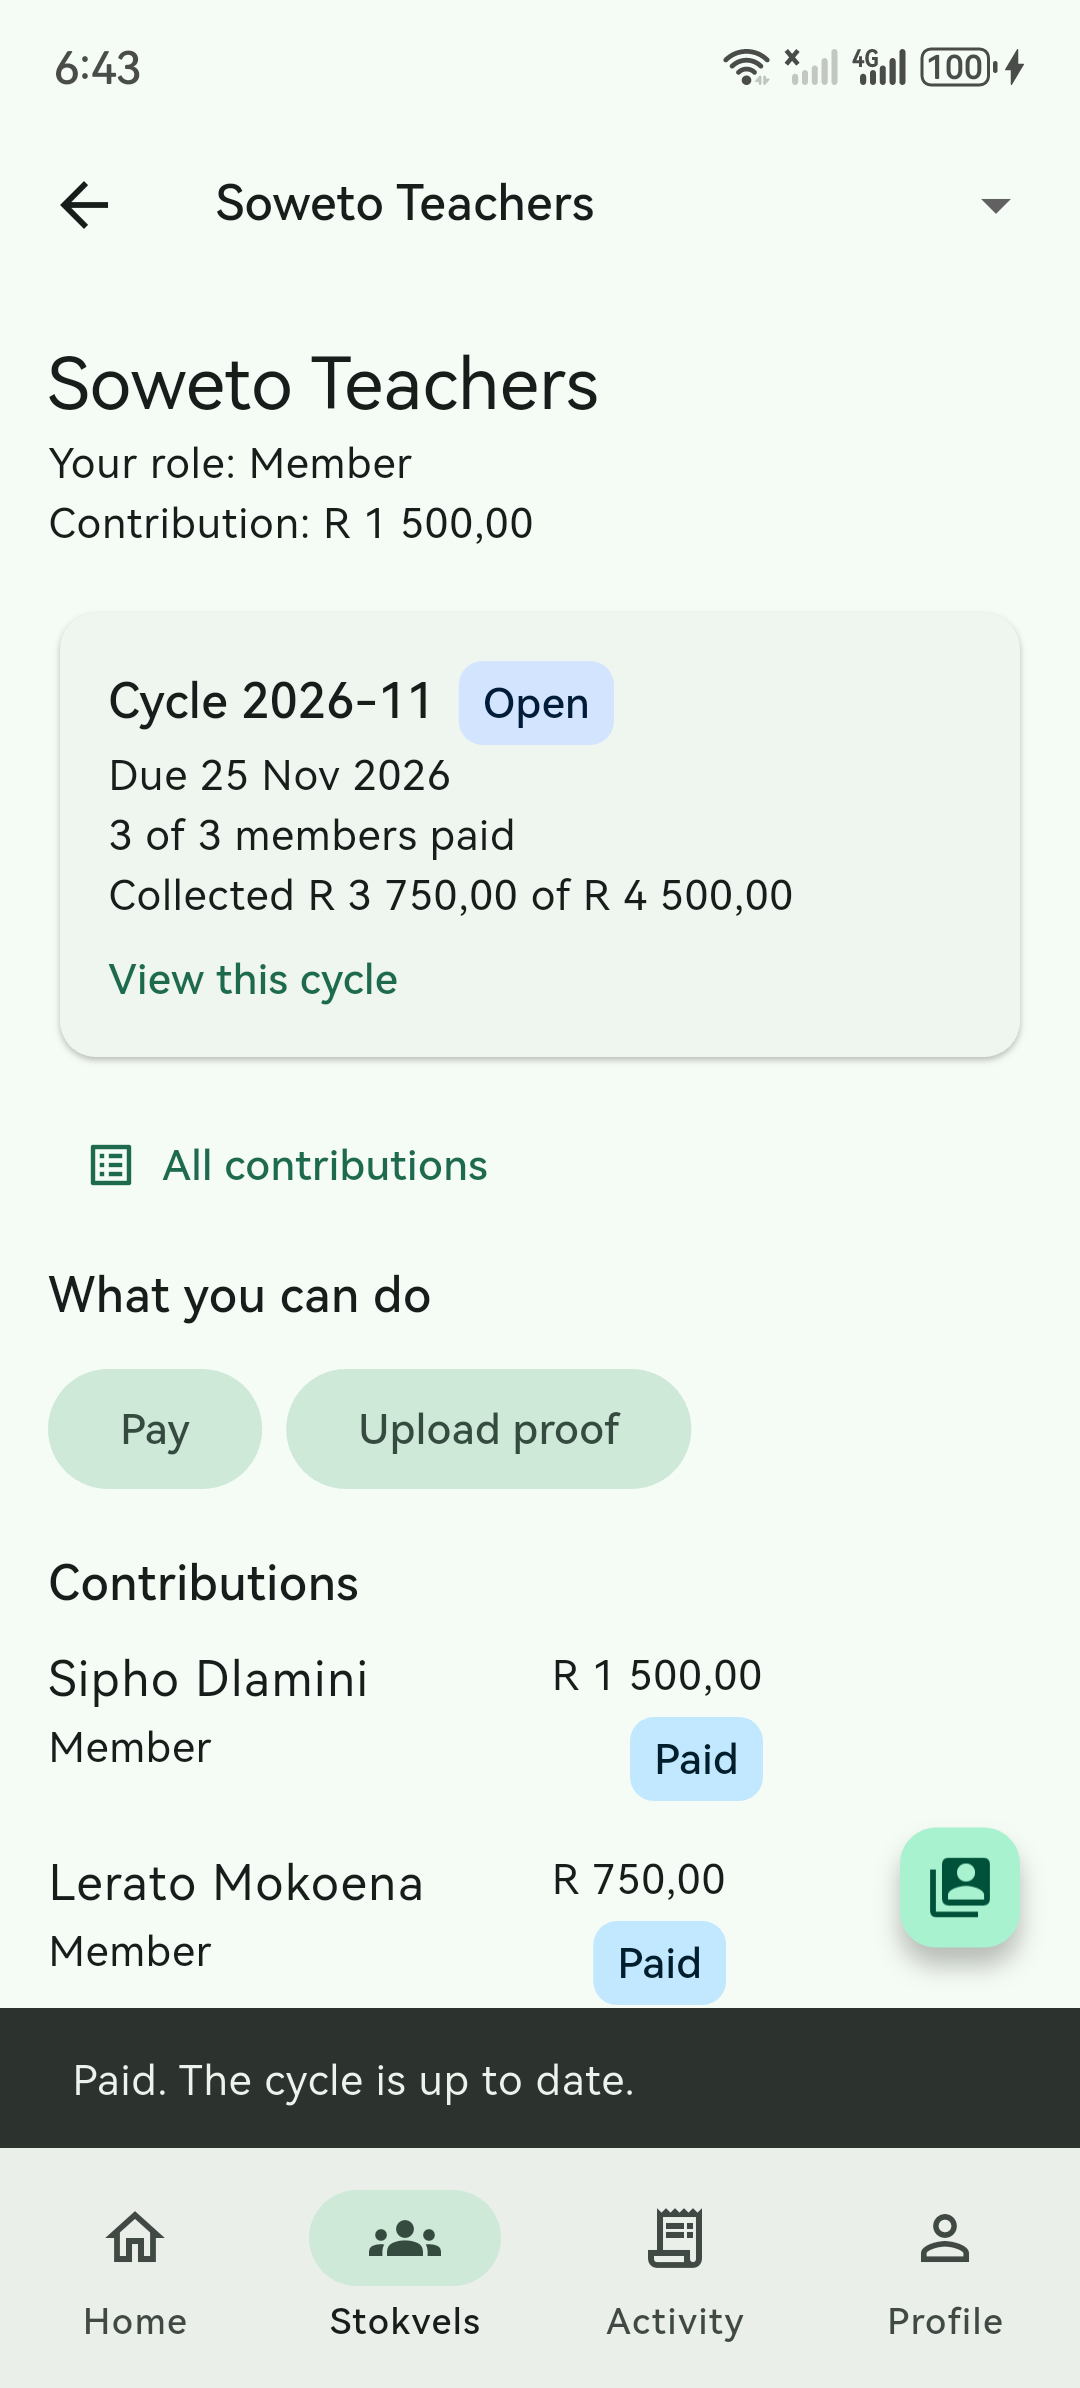 6:43
4G
100
Soweto Teachers
Soweto Teachers
Your role: Member
Contribution: R 1 500,00
Cycle 2026-11
Open
Due 25 Nov 2026
3 of 3 members paid
Collected R 3 750,00 of R 4 500,00
View this cycle
All contributions
What you can do
Pay
Upload proof
Contributions
Sipho Dlamini
R 1 500,00
Member
Paid
Lerato Mokoena
R 750,00
Member
Paid
Paid. The cycle is up to date.
Home
Stokvels
Activity
Profile